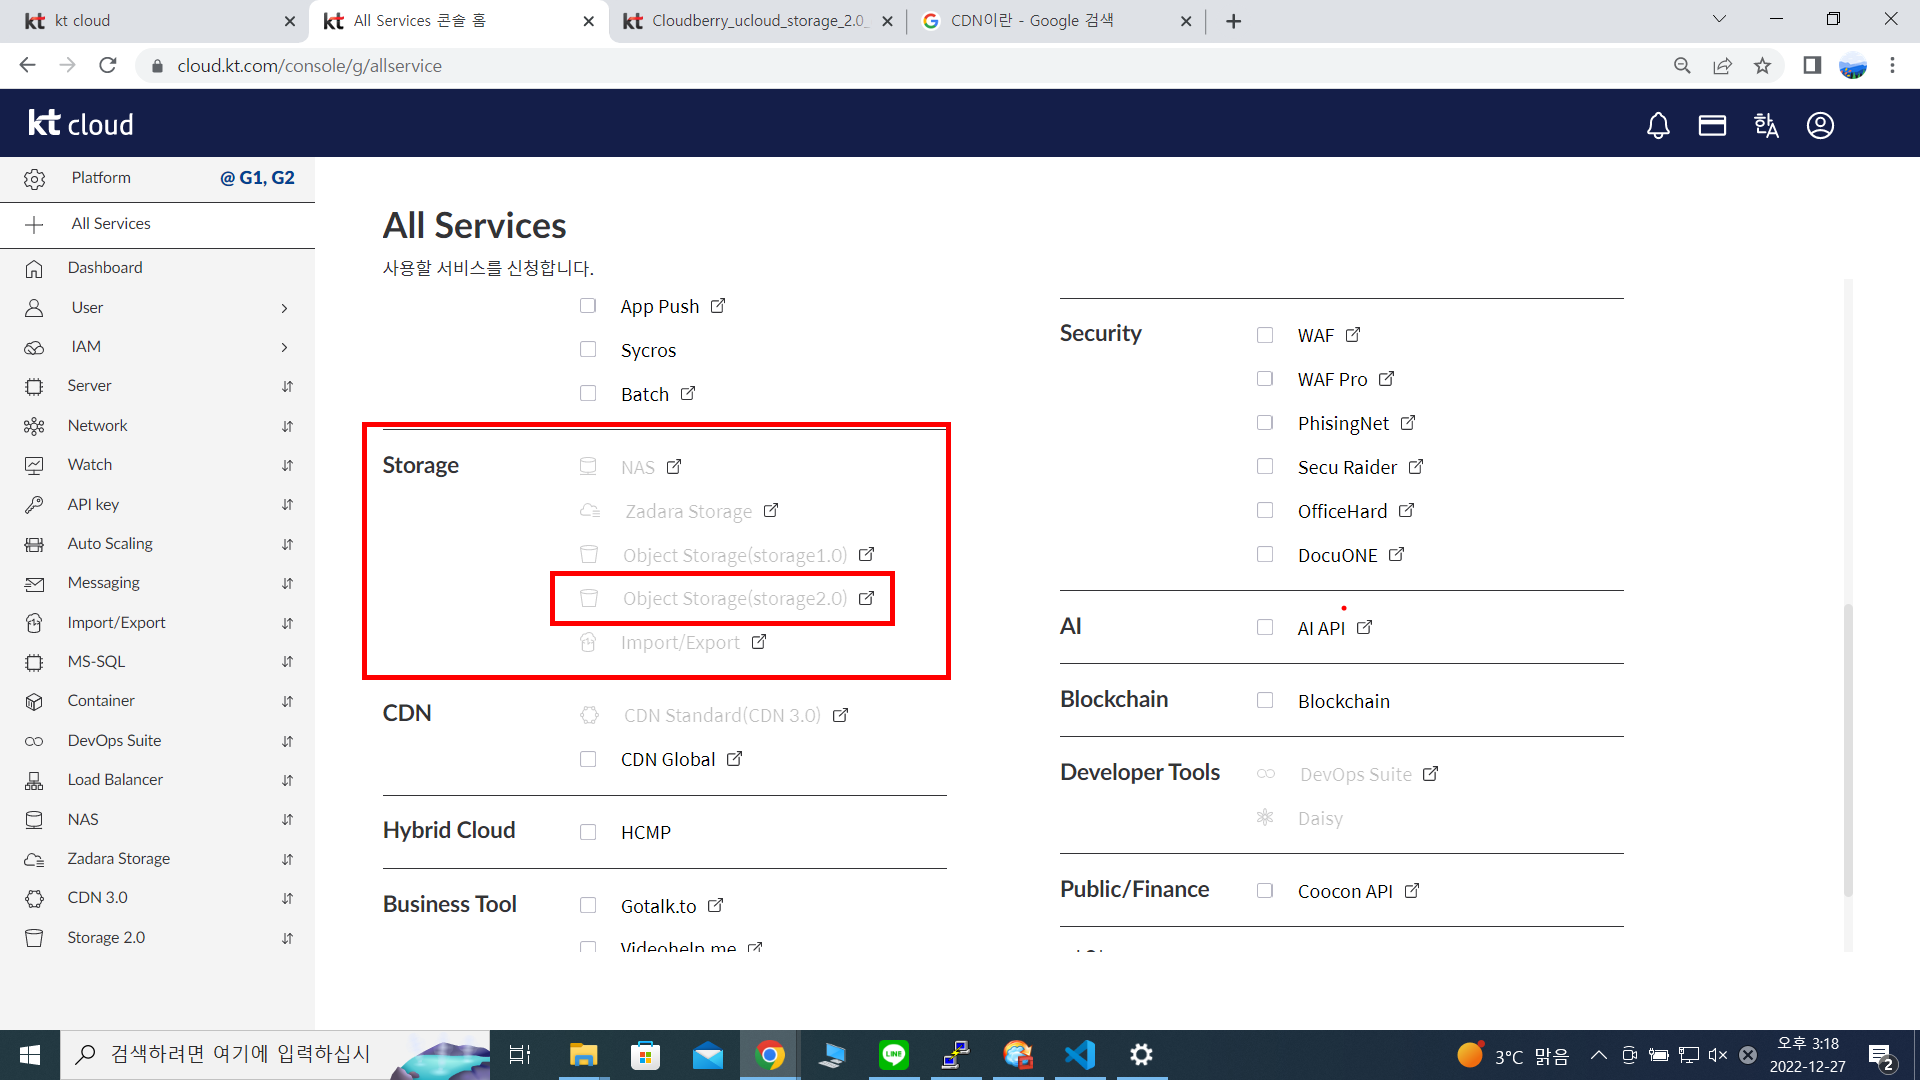 kt kt cloud
kt All Services 콘솔 홈
kt Cloudberry_ucloud_storage_2.0_
CDN이란 - Google 검색
cloud.kt.com/console/g/allservice
kt cloud
한A
Platform @ G1, G2
All Services
Dashboard
User
IAM
Server
Network
Watch
API key
Auto Scaling
Messaging
Import/Export
MS-SQL
Container
DevOps Suite
Load Balancer
NAS
Zadara Storage
CDN 3.0
Storage 2.0
All Services
사용할 서비스를 신청합니다.
App Push
Sycros
Batch
Storage
NAS
Zadara Storage
Object Storage(storage1.0)
Object Storage(storage2.0)
Import/Export
CDN
CDN Standard(CDN 3.0)
CDN Global
Hybrid Cloud
HCMP
Business Tool
Gotalk.to
Videohelp.me
Security
WAF
WAF Pro
PhisingNet
Secu Raider
OfficeHard
DocuONE
AI
AI API
Blockchain
Blockchain
Developer Tools
DevOps Suite
Daisy
Public/Finance
Coocon API
검색하려면 여기에 입력하십시
LINE
3°C 맑음
오후 3:18
2022-12-27
2